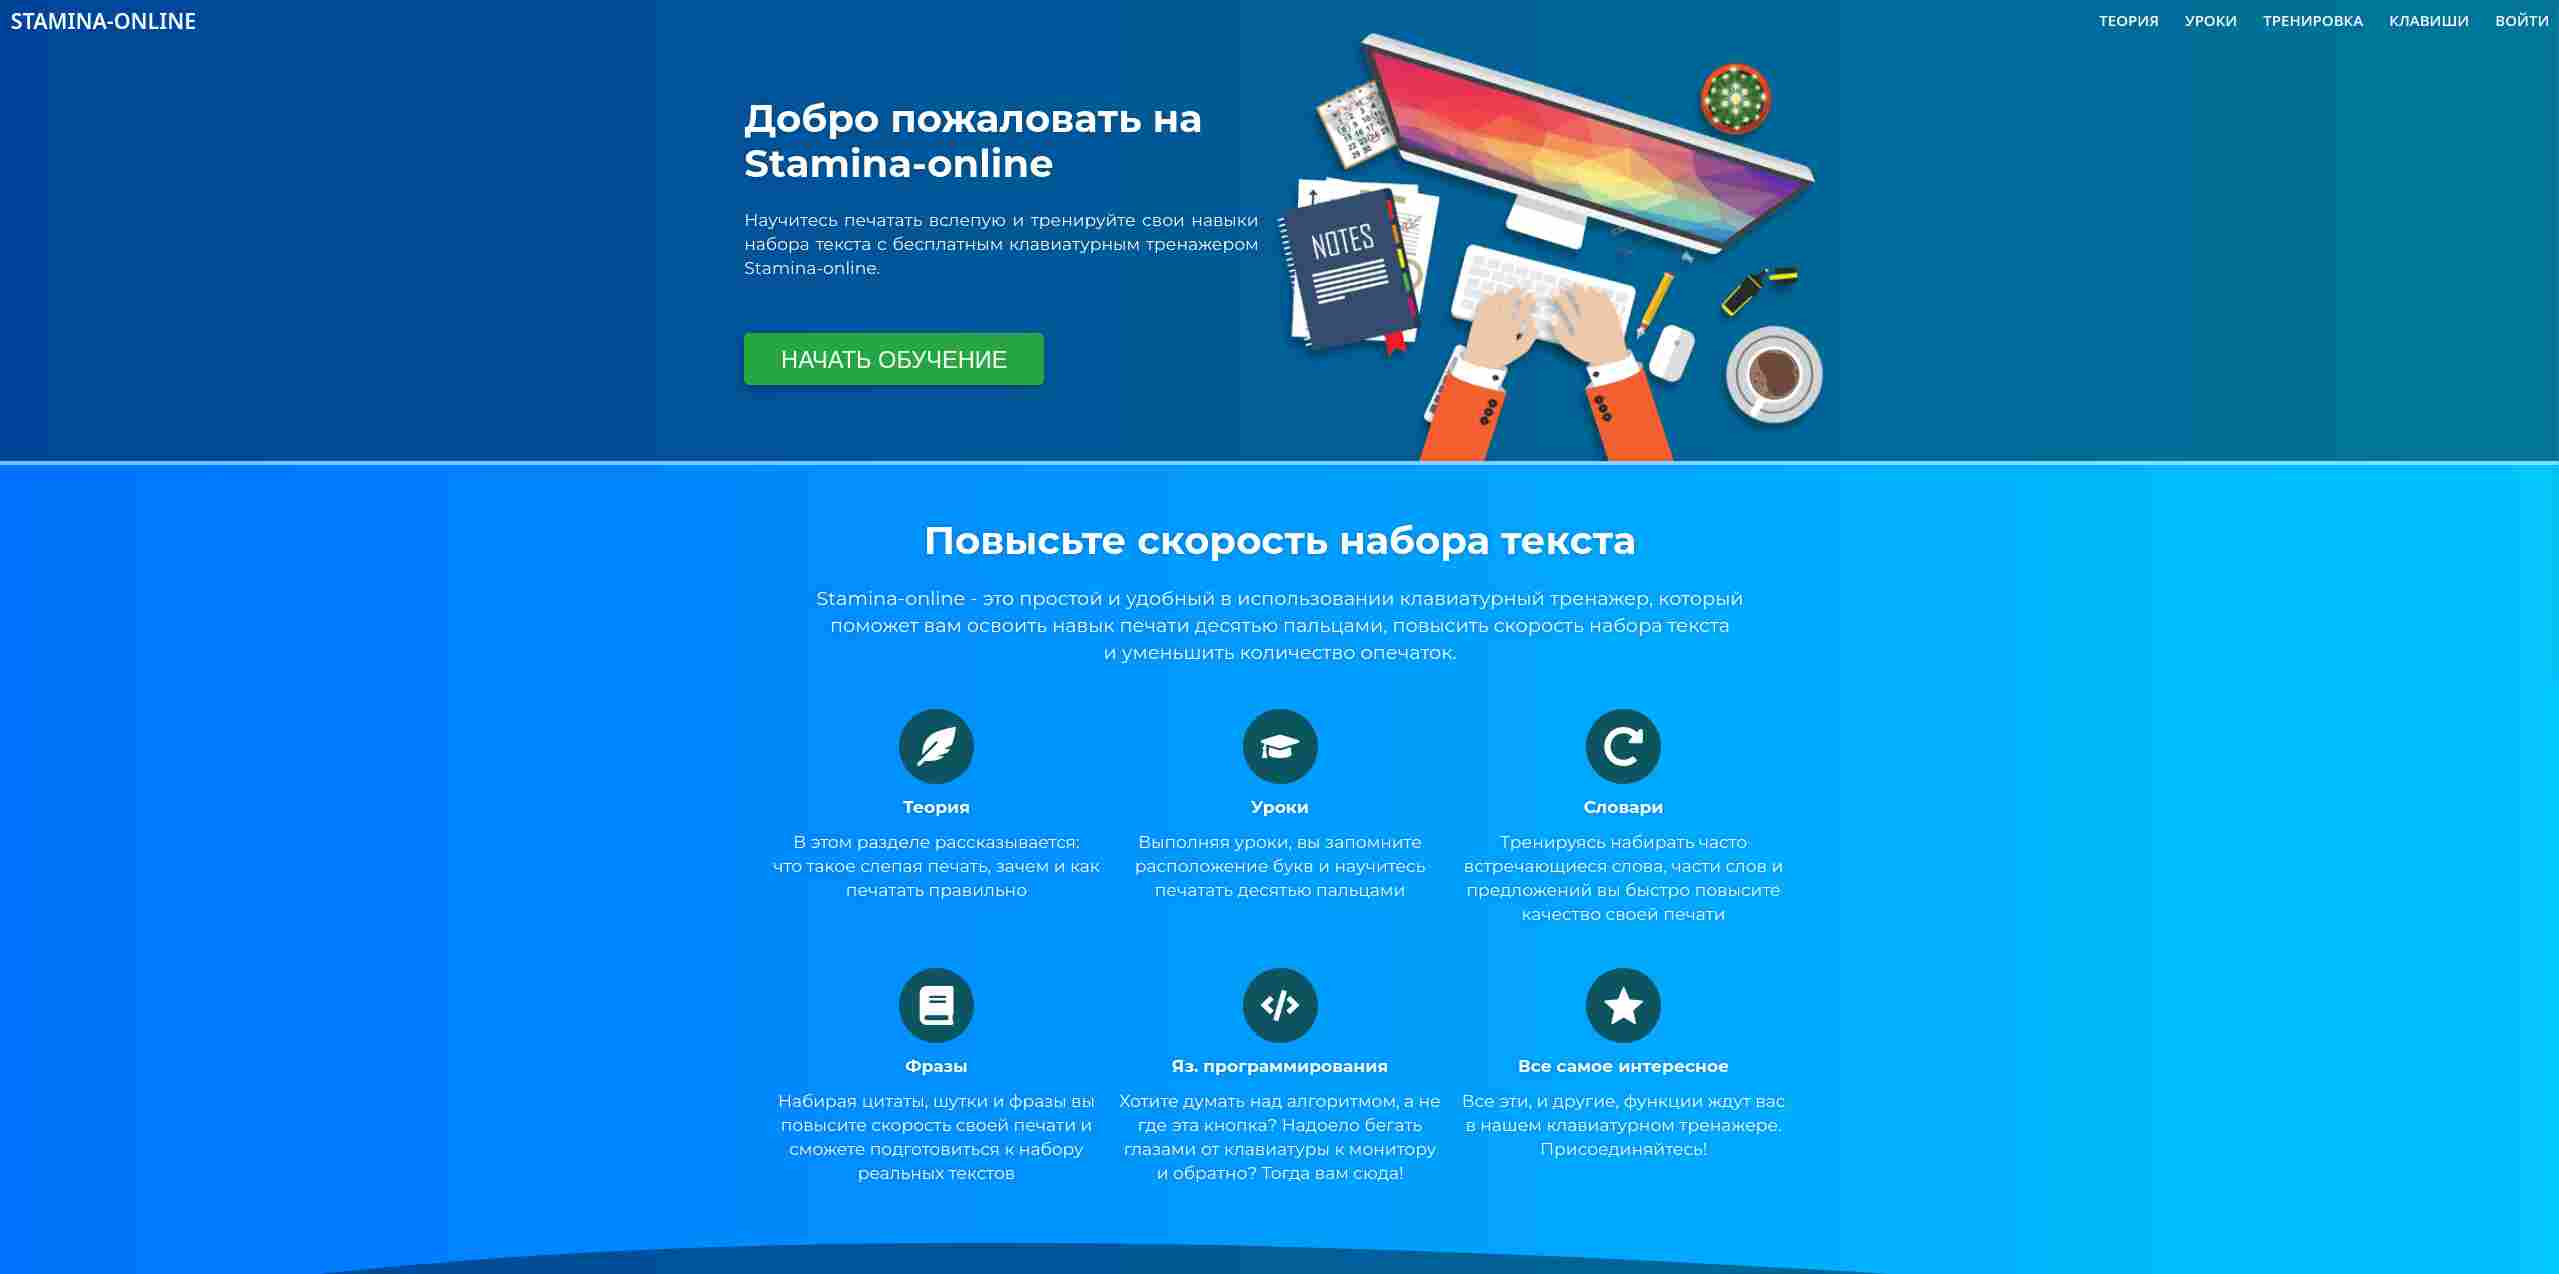 STAMINA-ONLINE
ТЕОРИЯ УРОКИ ТРЕНИРОВКА КЛАВИШИ ВОЙТИ
Добро пожаловать на
Stamina-online
Научитесь печатать вслепую и тренируйте свои навыки
набора текста с бесплатным клавиатурным тренажером
Stamina-online.
НАЧАТЬ ОБУЧЕНИЕ
NOTES
Повысьте скорость набора текста
Stamina-online - это простой и удобный в использовании клавиатурный тренажер, который
поможет вам освоить навык печати десятью пальцами, повысить скорость набора текста
и уменьшить количество опечаток.
Теория
В этом разделе рассказывается:
что такое слепая печать, зачем и как
печатать правильно
Уроки
Выполняя уроки, вы запомните
расположение букв и научитесь
печатать десятью пальцами
Словари
Тренируясь набирать часто
встречающиеся слова, части слов и
предложений вы быстро повысите
качество своей печати
Фразы
Набирая цитаты, шутки и фразы вы
повысите скорость своей печати и
сможете подготовиться к набору
реальных текстов
Яз. программирования
Хотите думать над алгоритмом, а не
где эта кнопка? Надоело бегать
глазами от клавиатуры к монитору
и обратно? Тогда вам сюда!
Все самое интересное
Все эти, и другие, функции ждут вас
в нашем клавиатурном тренажере.
Присоединяйтесь!